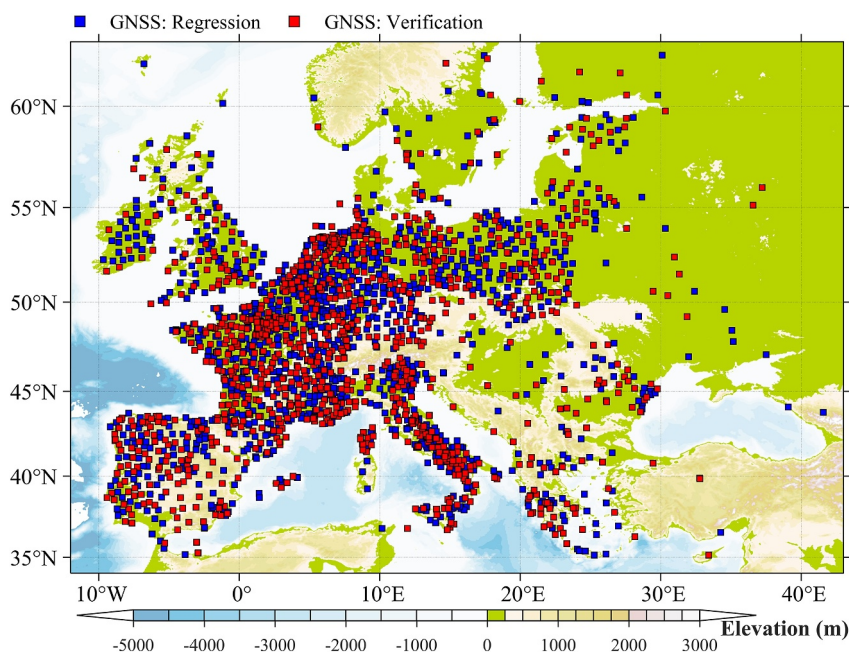 GNSS: Regression GNSS: Verification
60°N
55°N
50°N
45°N
40°N
35°N
10°W 0° 10°E 20°E 30°E 40°E
-5000 -4000 -3000 -2000 -1000 0 1000 2000 3000 Elevation (m)